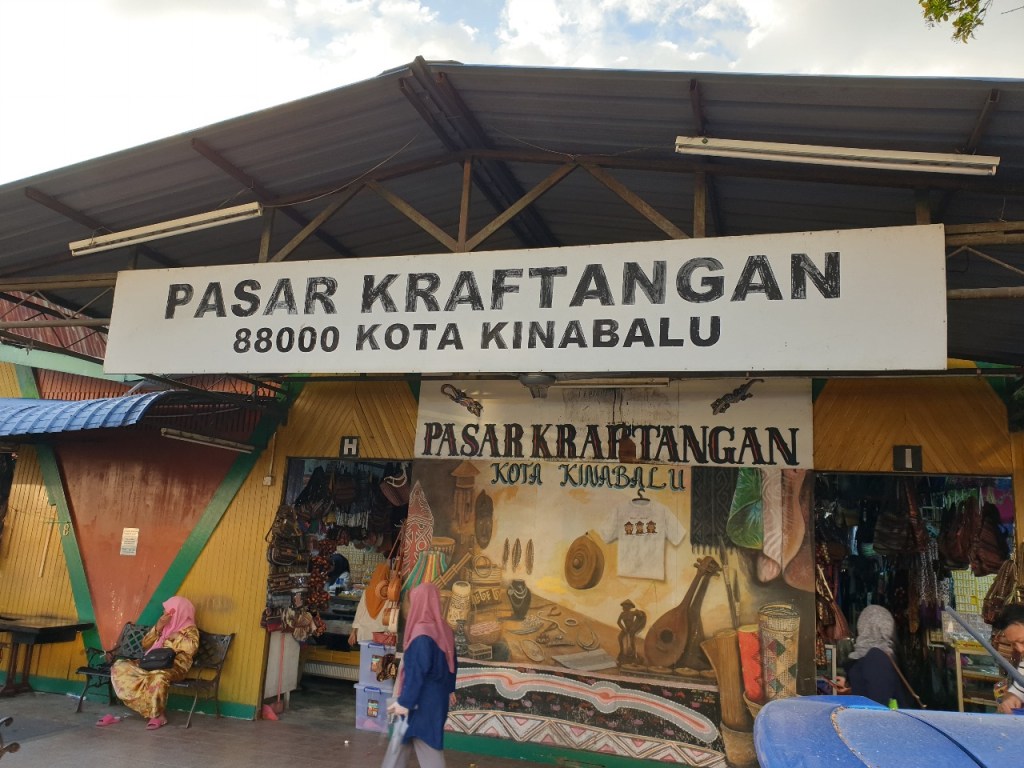 PASAR KRAFTANGAN
88000 KOTA KINABALU
PASAR KRAFTANGAN
KOTA KINABALU
H
I